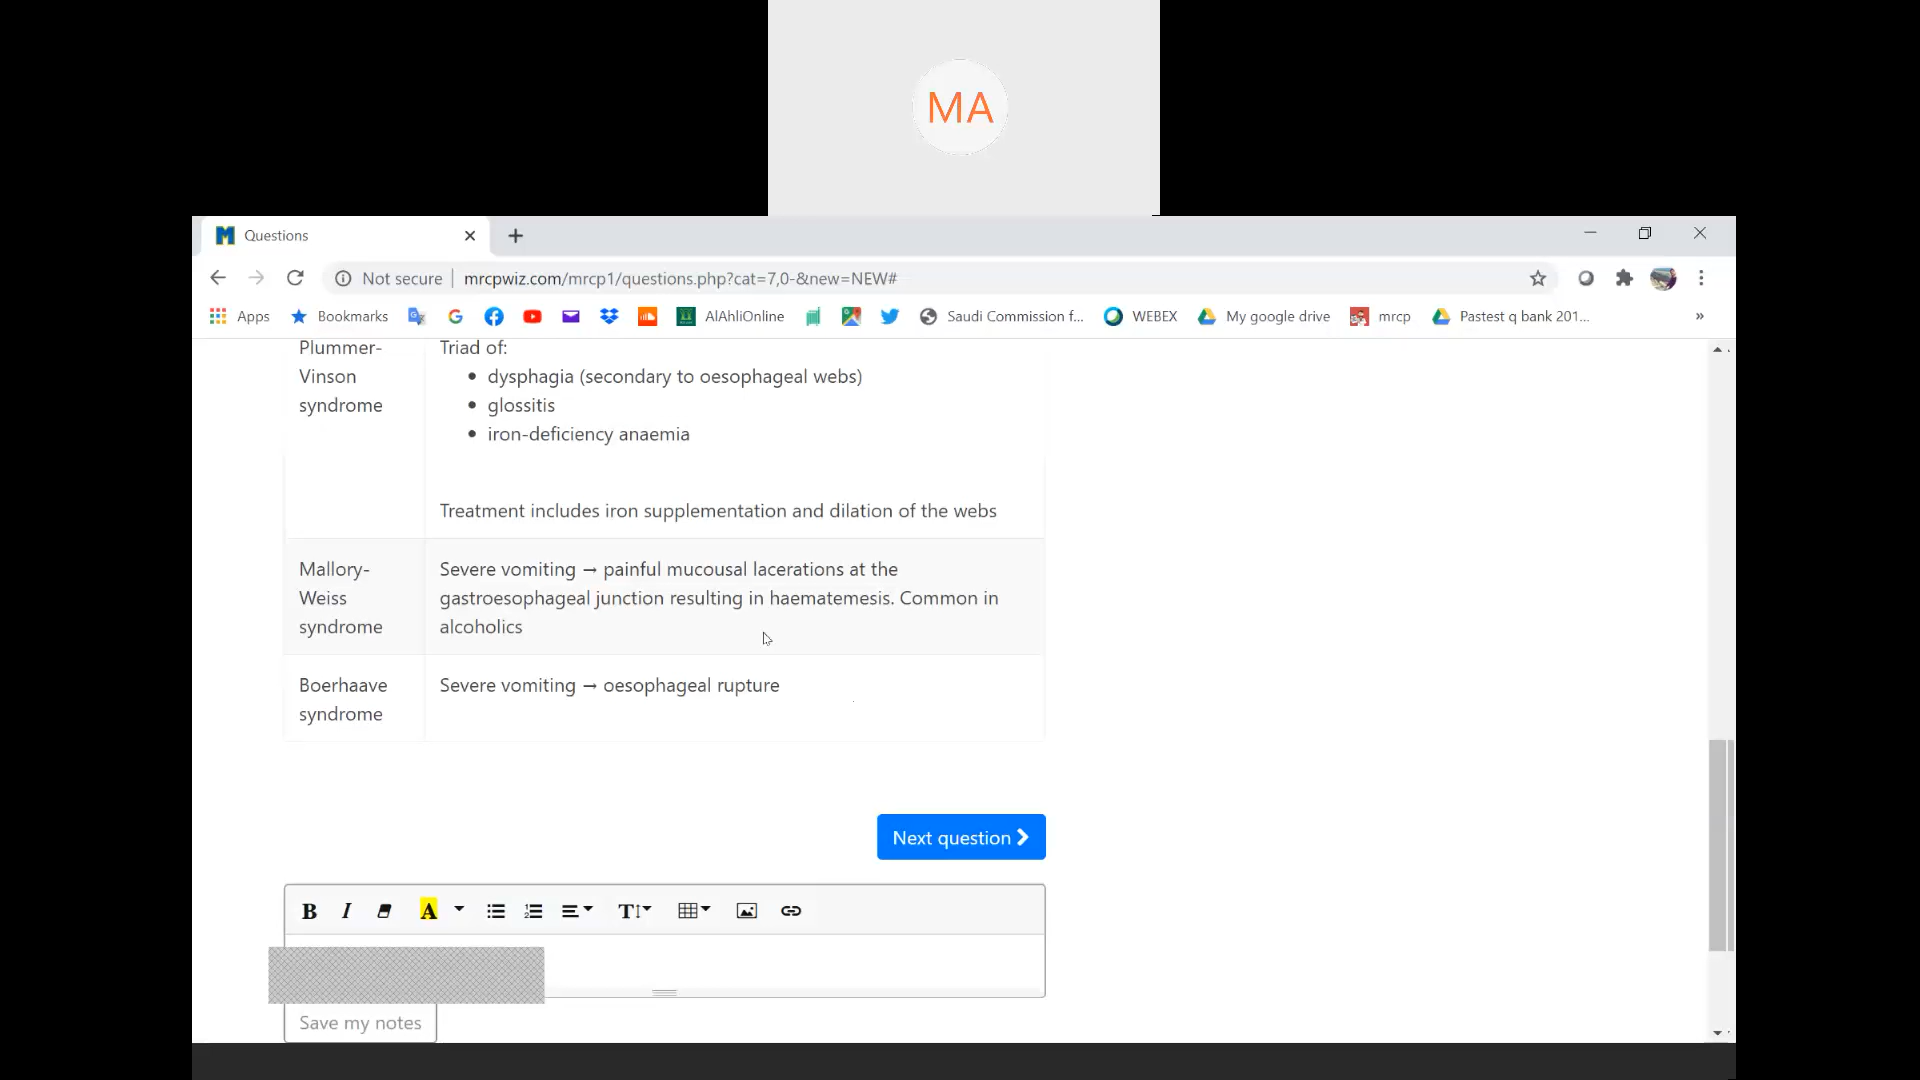 MA
Questions
Not secure
mrcpwiz.com/mrcp1/questions.php?cat=7,0-&new=NEW#
Apps Bookmarks AlAhliOnline Saudi Commission f... WEBEX My google drive mrcp Pastest q bank 201... »
Plummer-
Vinson
syndrome
Triad of:
• dysphagia (secondary to oesophageal webs)
• glossitis
• iron-deficiency anaemia
Treatment includes iron supplementation and dilation of the webs
Mallory-
Weiss
syndrome
Severe vomiting → painful mucousal lacerations at the
gastroesophageal junction resulting in haematemesis. Common in
alcoholics
Boerhaave
syndrome
Severe vomiting → oesophageal rupture
Next question
B I A T
Save my notes